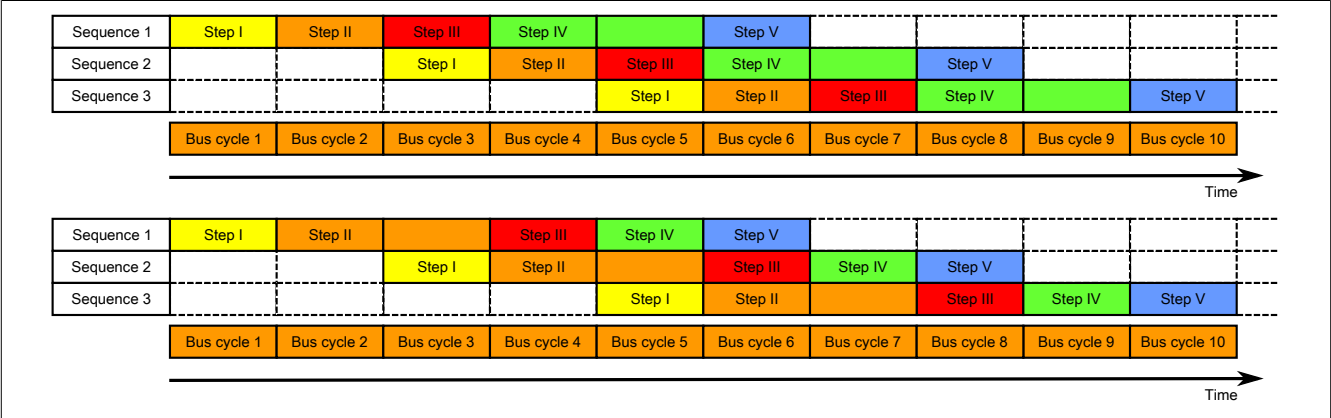 Sequence 1 Step I Step II Step III Step IV Step V
Sequence 2 Step I Step II Step III Step IV Step V
Sequence 3 Step I Step II Step III Step IV Step V
Bus cycle 1 Bus cycle 2 Bus cycle 3 Bus cycle 4 Bus cycle 5 Bus cycle 6 Bus cycle 7 Bus cycle 8 Bus cycle 9 Bus cycle 10
Time
Sequence 1 Step I Step II Step III Step IV Step V
Sequence 2 Step I Step II Step III Step IV Step V
Sequence 3 Step I Step II Step III Step IV Step V
Bus cycle 1 Bus cycle 2 Bus cycle 3 Bus cycle 4 Bus cycle 5 Bus cycle 6 Bus cycle 7 Bus cycle 8 Bus cycle 9 Bus cycle 10
Time